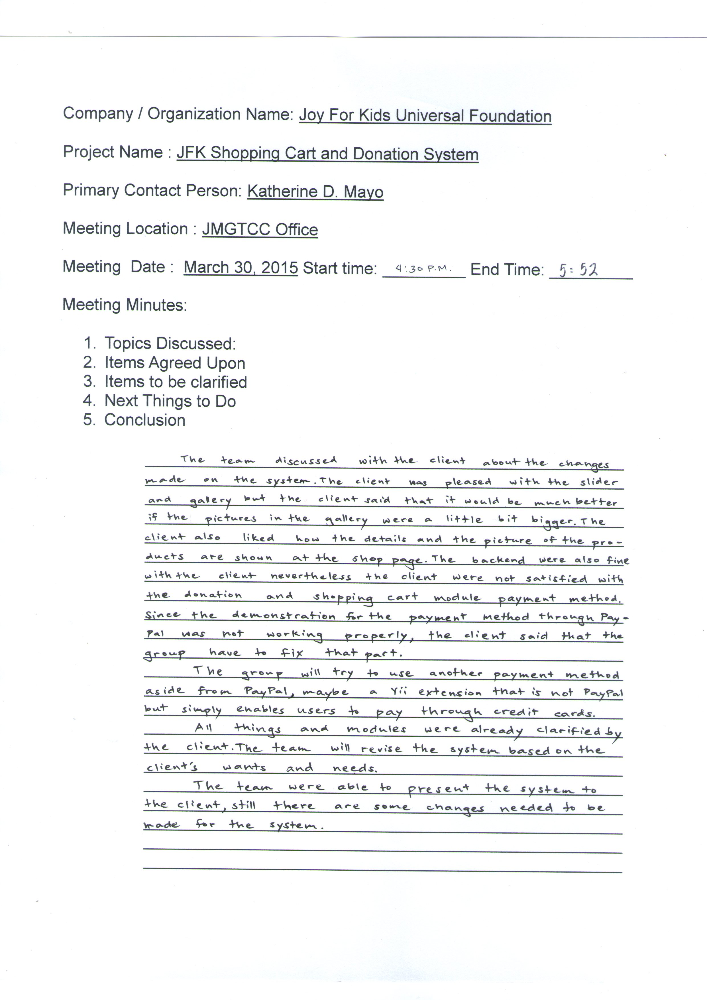 Company / Organization Name: Joy For Kids Universal Foundation
Project Name : JFK Shopping Cart and Donation System
Primary Contact Person: Katherine D. Mayo
Meeting Location : JMGTCC Office
Meeting Date : March 30, 2015 Start time: 4:30 P.M. End Time: 5:52
Meeting Minutes:
1. Topics Discussed:
2. Items Agreed Upon
3. Items to be clarified
4. Next Things to Do
5. Conclusion
The team discussed with the client about the changes
made on the system. The client was pleased with the slider
and gallery but the client said that it would be much better
if the pictures in the gallery were a little bit bigger. The
client also liked how the details and the picture of the pro-
ducts are shown at the shop page. The backend were also fine
with the client nevertheless the client were not satisfied with
the donation and shopping cart module payment method.
Since the demonstration for the payment method through Pay-
Pal was not working properly, the client said that the
group have to fix that part.
The group will try to use another payment method
aside from PayPal, maybe a Yii extension that is not PayPal
but simply enables users to pay through credit cards.
All things and modules were already clarified by
the client. The team will revise the system based on the
client's wants and needs.
The team were able to present the system to
the client, still there are some changes needed to be
made for the system.